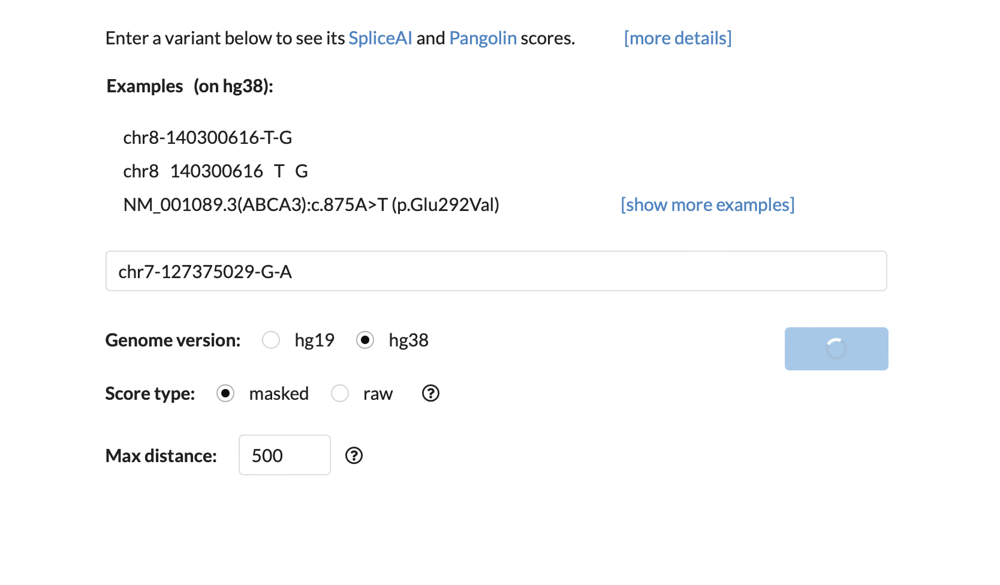 Enter a variant below to see its SpliceAI and Pangolin scores. [more details]
Examples (on hg38):
chr8-140300616-T-G
chr8 140300616 T G
NM_001089.3(ABCA3):c.875A>T (p.Glu292Val) [show more examples]
chr7-127375029-G-A
Genome version: hg19 hg38
Score type: masked raw ?
Max distance: 500 ?